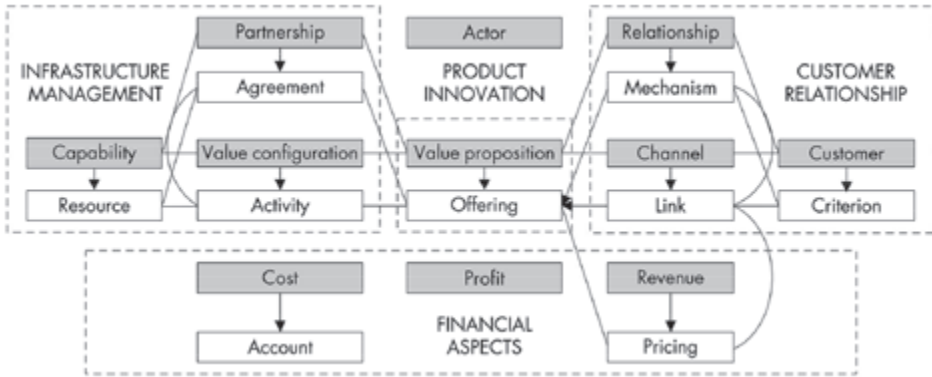 Partnership
Actor
Relationship
INFRASTRUCTURE
MANAGEMENT
Agreement
PRODUCT
INNOVATION
Mechanism
CUSTOMER
RELATIONSHIP
Capability
Value configuration
Value proposition
Channel
Customer
Resource
Activity
Offering
Link
Criterion
Cost
Profit
Revenue
FINANCIAL
ASPECTS
Account
Pricing